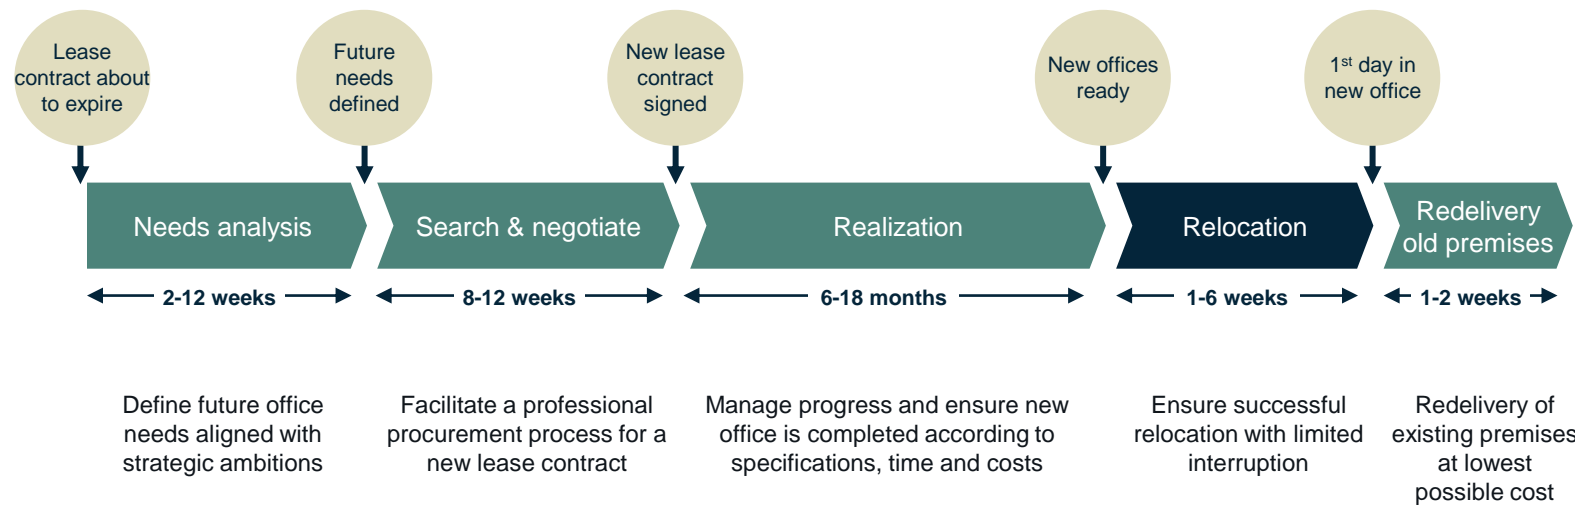 Lease
contract about
to expire
Future
needs
defined
New lease
contract
signed
New offices
ready
1st day in
new office
Needs analysis
Search & negotiate
Realization
Relocation
Redelivery
old premises
2-12 weeks
8-12 weeks
6-18 months
1-6 weeks
1-2 weeks
Define future office
needs aligned with
strategic ambitions
Facilitate a professional
procurement process for a
new lease contract
Manage progress and ensure new
office is completed according to
specifications, time and costs
Ensure successful
relocation with limited
interruption
Redelivery of
existing premises
at lowest
possible cost